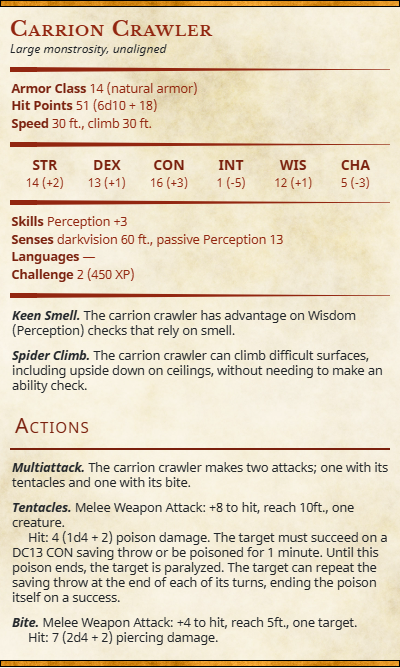 Carrion Crawler
Large monstrosity, unaligned
Armor Class 14 (natural armor)
Hit Points 51 (6d10 + 18)
Speed 30 ft., climb 30 ft.
STR DEX CON INT WIS CHA
14 (+2) 13 (+1) 16 (+3) 1 (-5) 12 (+1) 5 (-3)
Skills Perception +3
Senses darkvision 60 ft., passive Perception 13
Languages —
Challenge 2 (450 XP)
Keen Smell. The carrion crawler has advantage on Wisdom
(Perception) checks that rely on smell.
Spider Climb. The carrion crawler can climb difficult surfaces,
including upside down on ceilings, without needing to make an
ability check.
Actions
Multiattack. The carrion crawler makes two attacks; one with its
tentacles and one with its bite.
Tentacles. Melee Weapon Attack: +8 to hit, reach 10ft., one
creature.
Hit: 4 (1d4 + 2) poison damage. The target must succeed on a
DC13 CON saving throw or be poisoned for 1 minute. Until this
poison ends, the target is paralyzed. The target can repeat the
saving throw at the end of each of its turns, ending the poison
itself on a success.
Bite. Melee Weapon Attack: +4 to hit, reach 5ft., one target.
Hit: 7 (2d4 + 2) piercing damage.